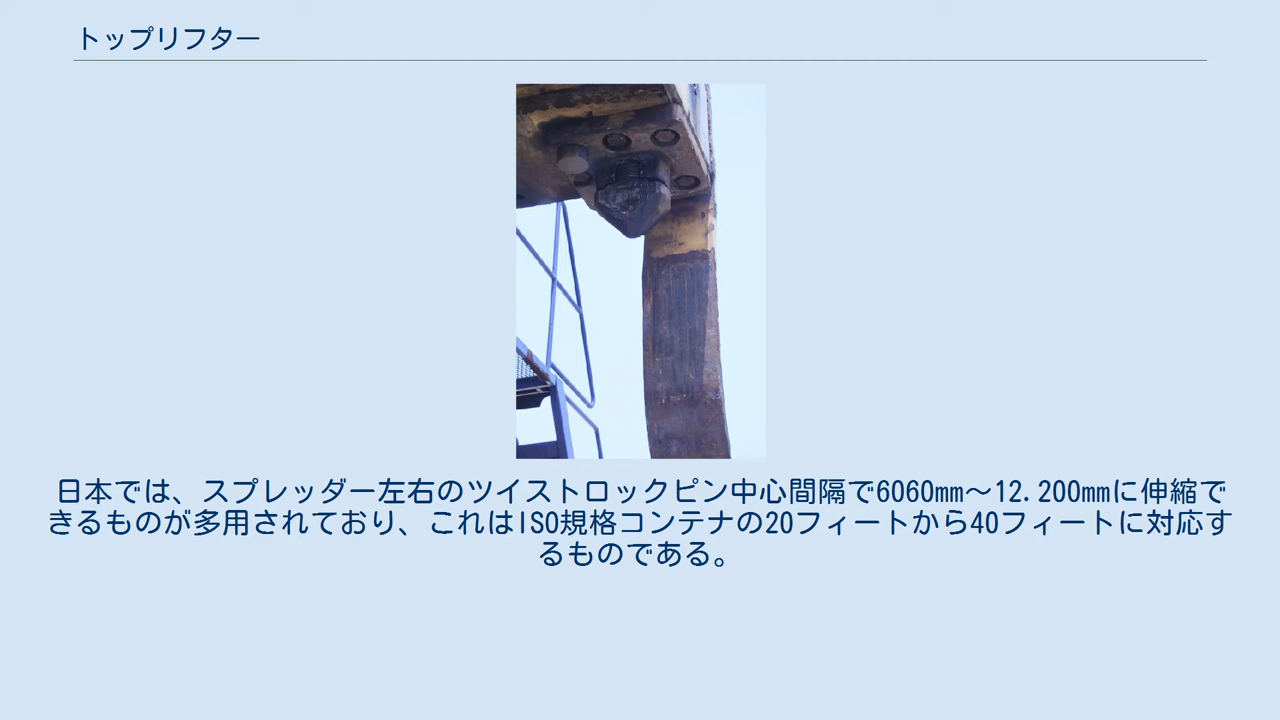 トップリフター
日本では、スプレッダー左右のツイストロックピン中心間隔で6060mm～12.200mmに伸縮で
きるものが多用されており、これはISO規格コンテナの20フィートから40フィートに対応す
るものである。